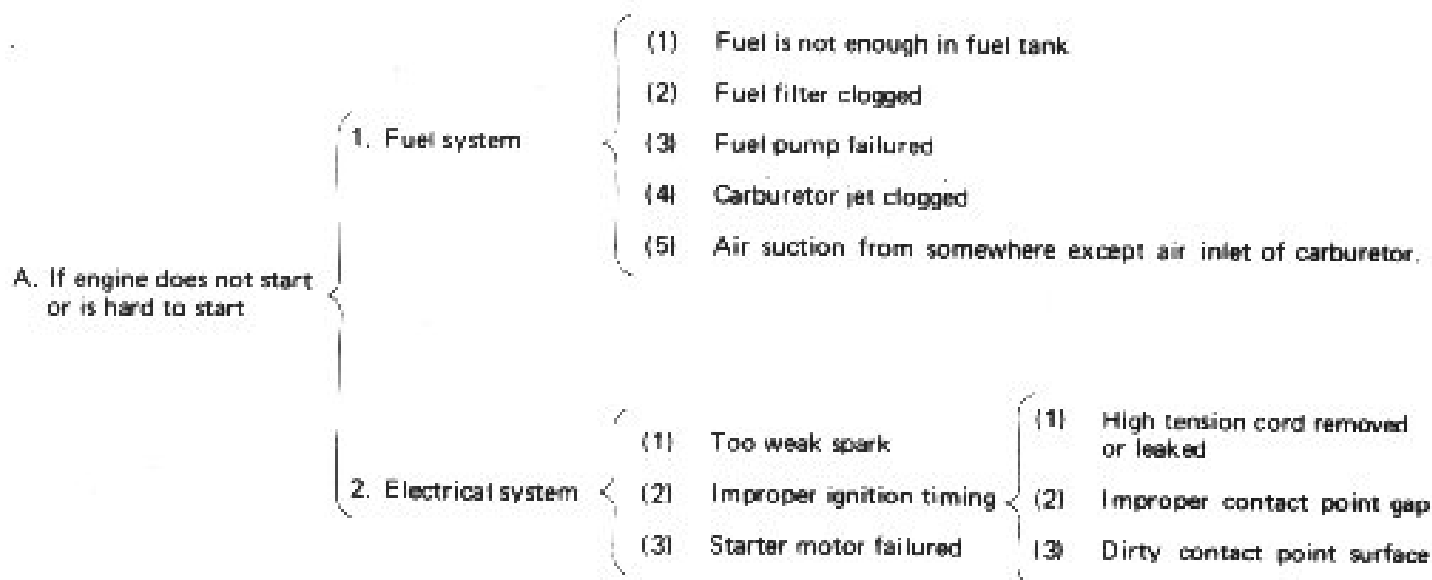 A. If engine does not start
or is hard to start
1. Fuel system
(1) Fuel is not enough in fuel tank
(2) Fuel filter clogged
(3) Fuel pump failured
(4) Carburetor jet clogged
(5) Air suction from somewhere except air inlet of carburetor.
2. Electrical system
(1) Too weak spark
(2) Improper ignition timing
(3) Starter motor failured
(1) High tension cord removed
or leaked
(2) Improper contact point gap
(3) Dirty contact point surface